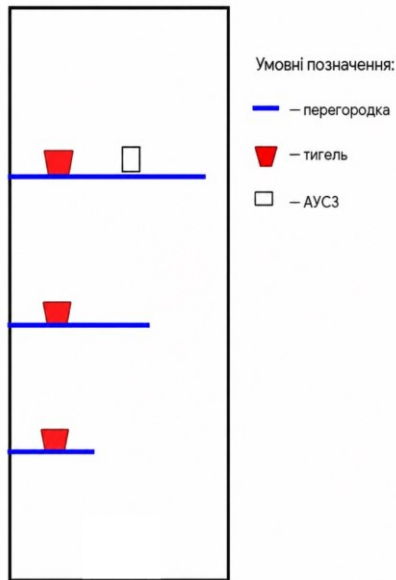 Умовні позначення:
– перегородка
– тигель
– АУСЗ